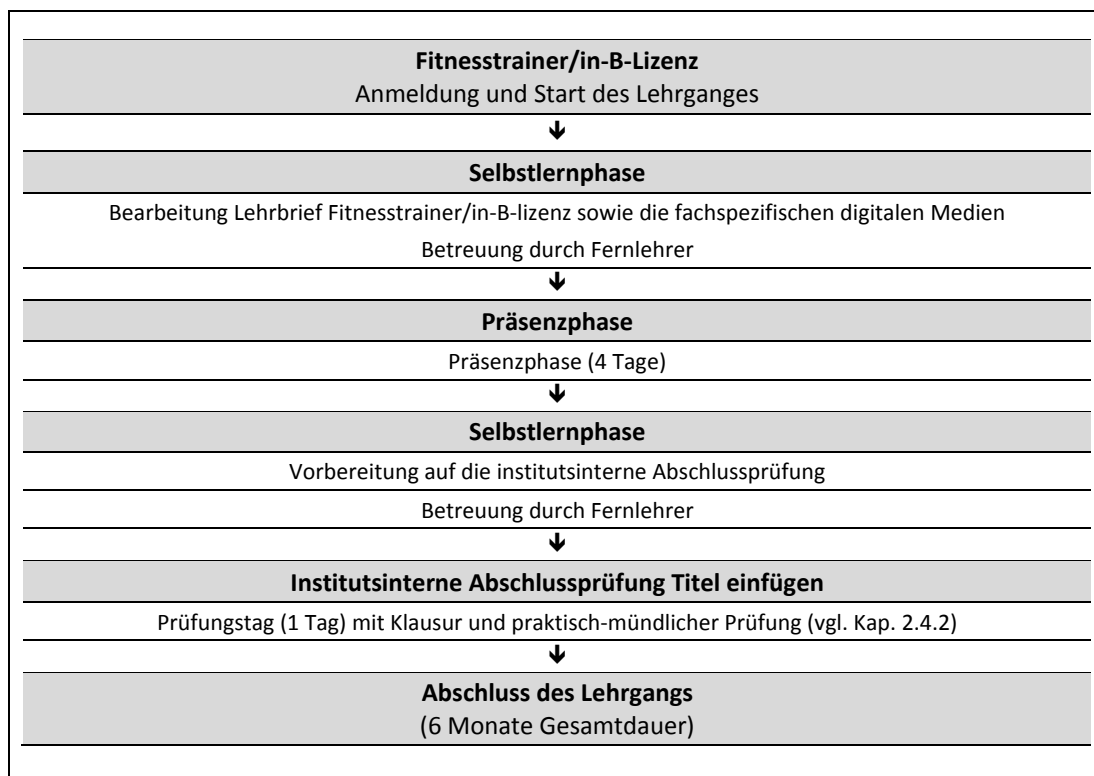 Fitnesstrainer/in-B-Lizenz
Anmeldung und Start des Lehrganges
🡻
Selbstlernphase
Bearbeitung Lehrbrief Fitnesstrainer/in-B-lizenz sowie die fachspezifischen digitalen Medien
Betreuung durch Fernlehrer
🡻
Präsenzphase
Präsenzphase (4 Tage)
🡻
Selbstlernphase
Vorbereitung auf die institutsinterne Abschlussprüfung
Betreuung durch Fernlehrer
🡻
Institutsinterne Abschlussprüfung Titel einfügen
Prüfungstag (1 Tag) mit Klausur und praktisch-mündlicher Prüfung (vgl. Kap. 2.4.2)
🡻
Abschluss des Lehrgangs
(6 Monate Gesamtdauer)